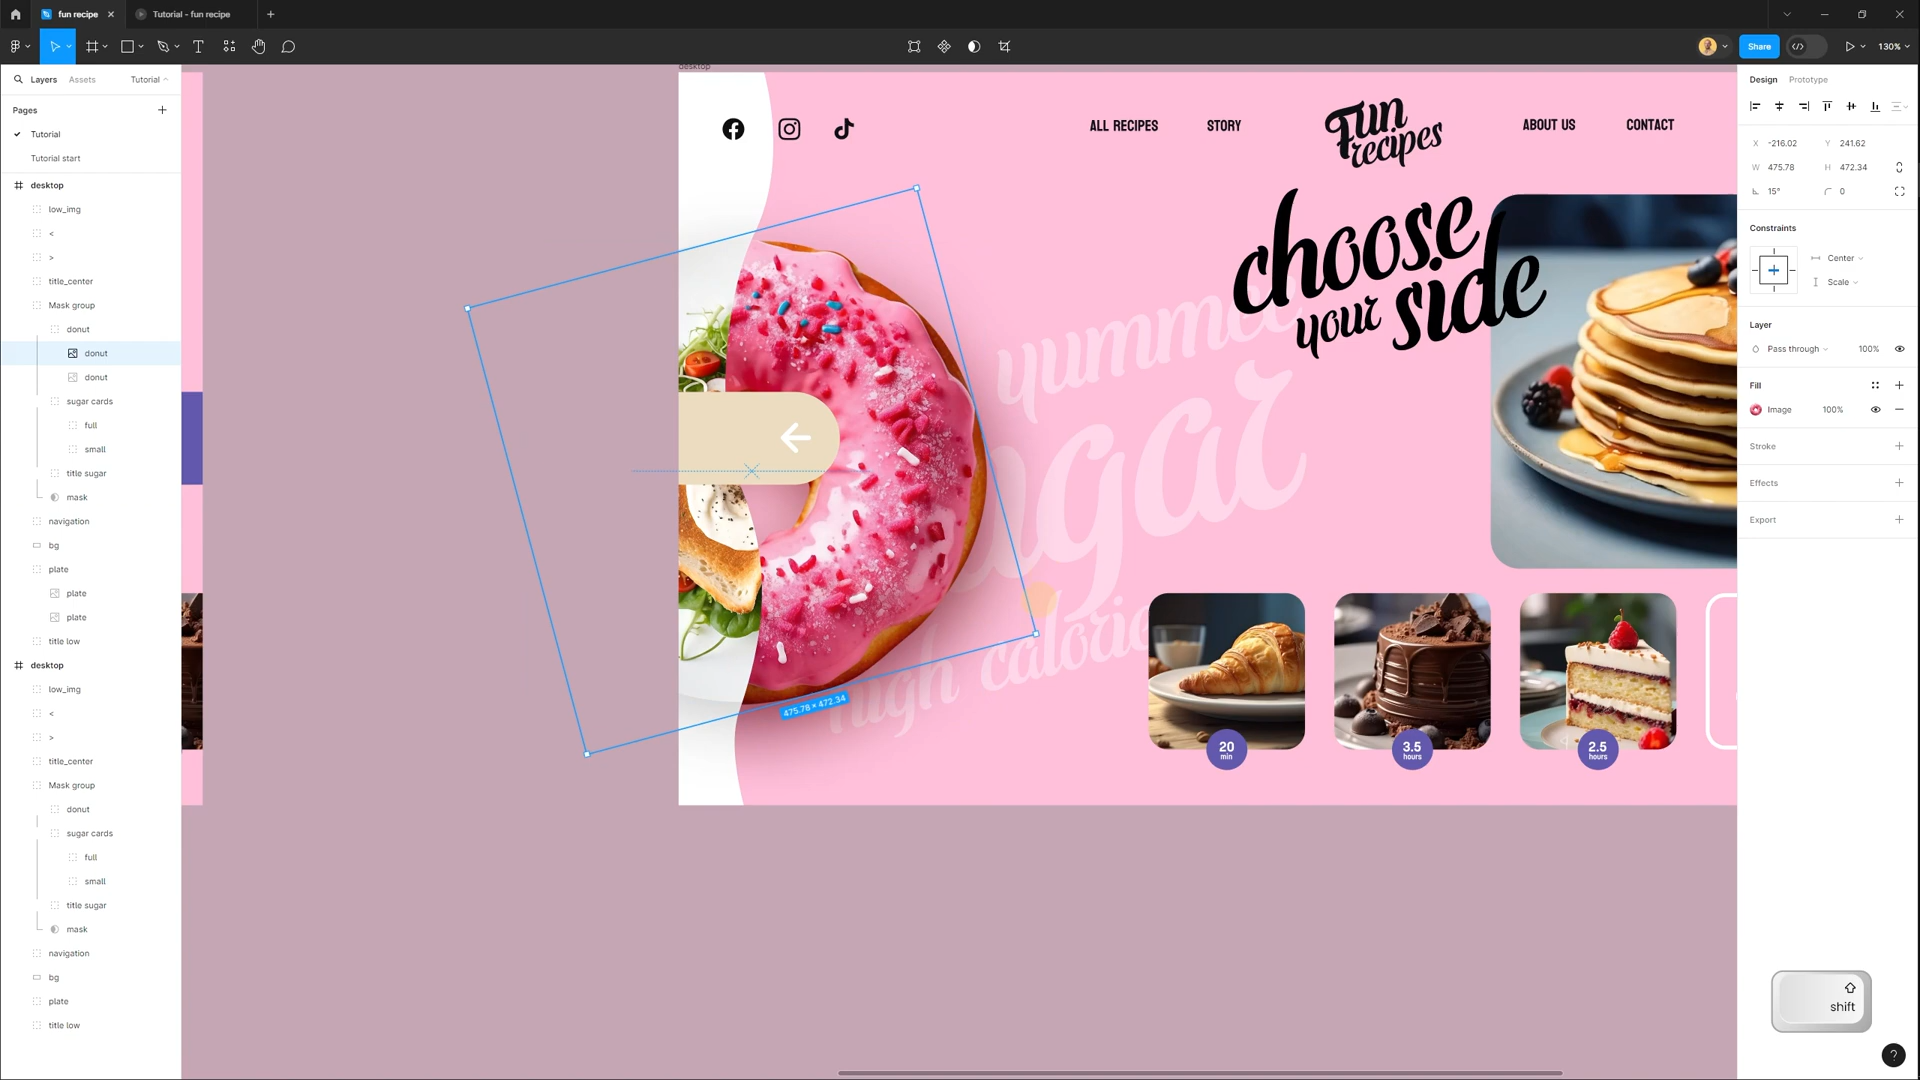 fun recipe
Tutorial - fun recipe
Share
130%
Layers
Assets
Tutorial
Pages
Tutorial
Tutorial start
desktop
low_img
<
>
title_center
Mask group
donut
donut
donut
sugar cards
full
small
title sugar
mask
navigation
bg
plate
plate
plate
title low
desktop
low_img
<
>
title_center
Mask group
donut
sugar cards
full
small
title sugar
mask
navigation
bg
plate
title low
desktop
ALL RECIPES
STORY
Fun
recipes
ABOUT US
CONTACT
choose
your side
yummee
sugar
high calorie
475.78 × 472.34
20
min
3.5
hours
2.5
hours
Design
Prototype
X -216.02 Y 241.62
W 475.78 H 472.34
15° 0
Constraints
Center
Scale
Layer
Pass through 100%
Fill
Image 100%
Stroke
Effects
Export
shift
?